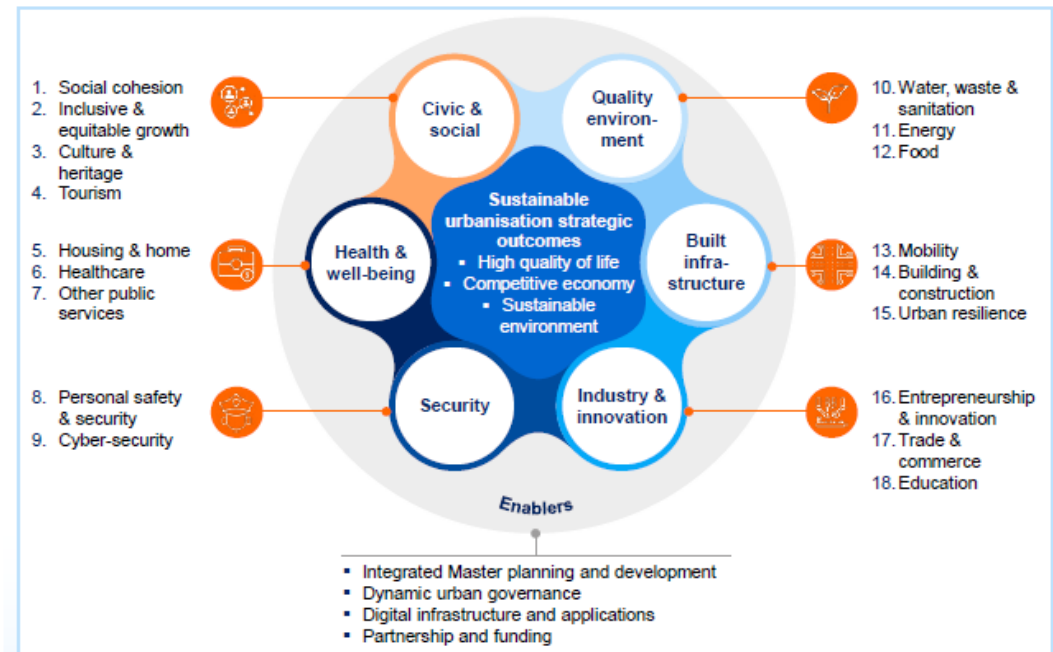 1. Social cohesion
2. Inclusive &
equitable growth
3. Culture &
heritage
4. Tourism
5. Housing & home
6. Healthcare
7. Other public
services
8. Personal safety
& security
9. Cyber-security
Civic &
social
Quality
environ-
ment
Health &
well-being
Sustainable
urbanisation strategic
outcomes
▪ High quality of life
▪ Competitive economy
▪ Sustainable
environment
Built
infra-
structure
Security
Industry &
innovation
Enablers
10. Water, waste &
sanitation
11. Energy
12. Food
13. Mobility
14. Building &
construction
15. Urban resilience
16. Entrepreneurship
& innovation
17. Trade &
commerce
18. Education
▪ Integrated Master planning and development
▪ Dynamic urban governance
▪ Digital infrastructure and applications
▪ Partnership and funding